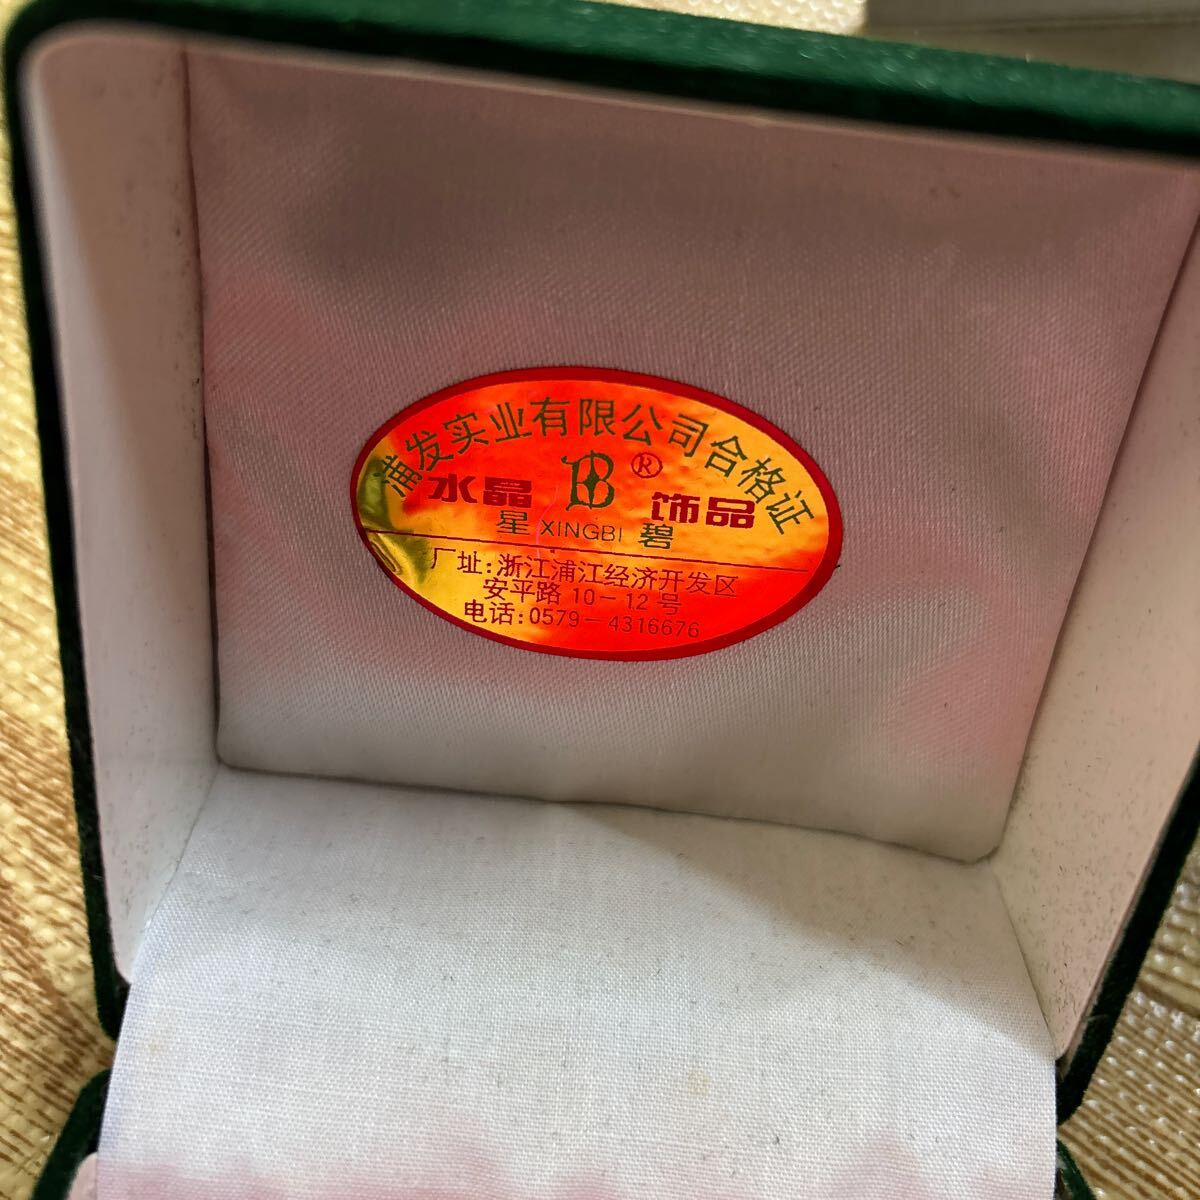 浦发实业有限公司合格证
水晶 B ® 饰品
星 XINGBI 碧
厂址:浙江浦江经济开发区
安平路 10-12 号
电话:0579-4316676